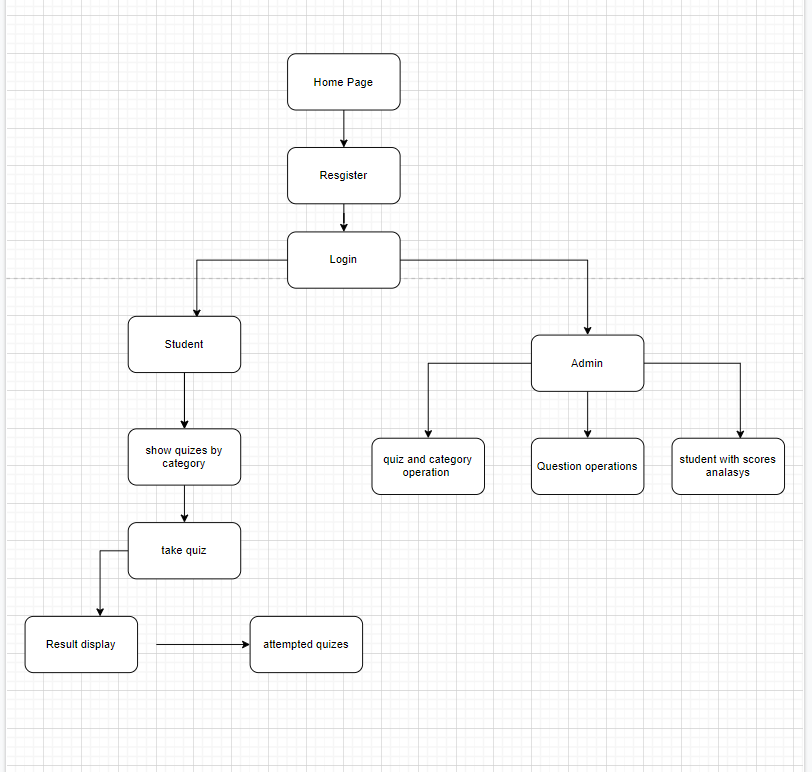 Home Page
Resgister
Login
Student
Admin
show quizes by
category
quiz and category
operation
Question operations
student with scores
analasys
take quiz
Result display
attempted quizes